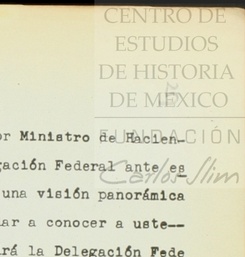 CENTRO DE
ESTUDIOS
DE HISTORIA
DE MÉXICO
or Ministro de Hacien-
FUNDACIÓN
gación Federal ante es
Carlos Slim
una visión panorámica
ar a conocer a uste--
rá la Delegación Fede